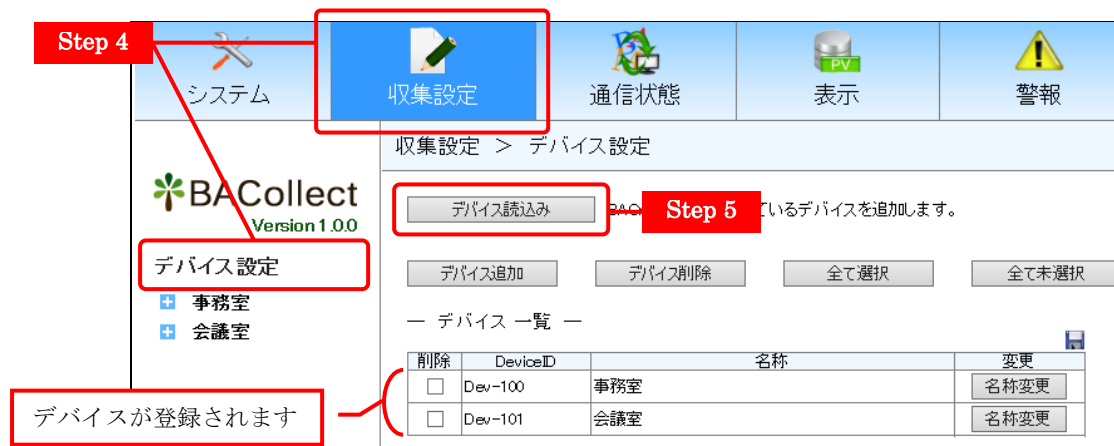 Step 4
システム
収集設定
通信状態
PV
表示
警報
収集設定 ＞ デバイス設定
BACollect
Version 1.0.0
デバイス読込み
Step 5
いるデバイスを追加します。
デバイス設定
事務室
会議室
デバイス追加 デバイス削除 全て選択 全て未選択
― デバイス 一覧 ―
削除 DeviceID 名称 変更
Dev-100 事務室 名称変更
Dev-101 会議室 名称変更
デバイスが登録されます